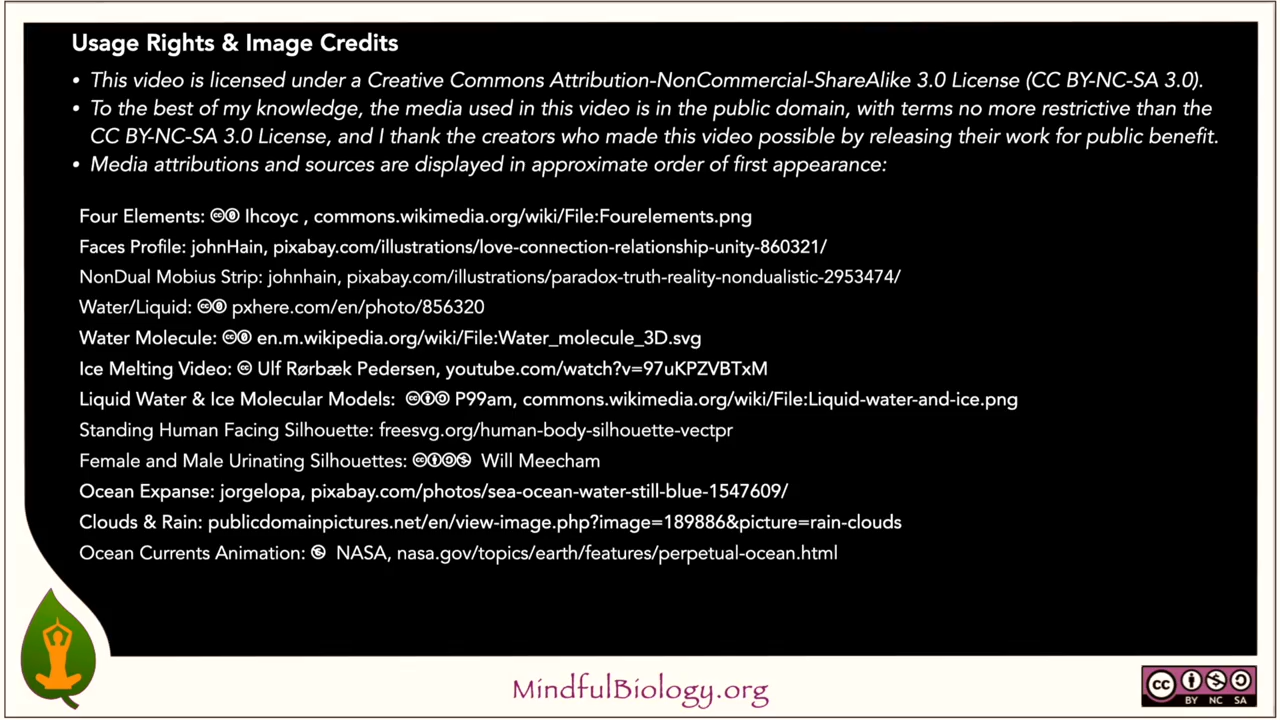 Usage Rights & Image Credits
• This video is licensed under a Creative Commons Attribution-NonCommercial-ShareAlike 3.0 License (CC BY-NC-SA 3.0).
• To the best of my knowledge, the media used in this video is in the public domain, with terms no more restrictive than the
CC BY-NC-SA 3.0 License, and I thank the creators who made this video possible by releasing their work for public benefit.
• Media attributions and sources are displayed in approximate order of first appearance:
Four Elements: lhcoyc , commons.wikimedia.org/wiki/File:Fourelements.png
Faces Profile: johnHain, pixabay.com/illustrations/love-connection-relationship-unity-860321/
NonDual Mobius Strip: johnhain, pixabay.com/illustrations/paradox-truth-reality-nondualistic-2953474/
Water/Liquid: pxhere.com/en/photo/856320
Water Molecule: en.m.wikipedia.org/wiki/File:Water_molecule_3D.svg
Ice Melting Video: Ulf Rørbæk Pedersen, youtube.com/watch?v=97uKPZVBTxM
Liquid Water & Ice Molecular Models: P99am, commons.wikimedia.org/wiki/File:Liquid-water-and-ice.png
Standing Human Facing Silhouette: freesvg.org/human-body-silhouette-vectpr
Female and Male Urinating Silhouettes: Will Meecham
Ocean Expanse: jorgelopa, pixabay.com/photos/sea-ocean-water-still-blue-1547609/
Clouds & Rain: publicdomainpictures.net/en/view-image.php?image=189886&picture=rain-clouds
Ocean Currents Animation: NASA, nasa.gov/topics/earth/features/perpetual-ocean.html
MindfulBiology.org
cc BY NC SA